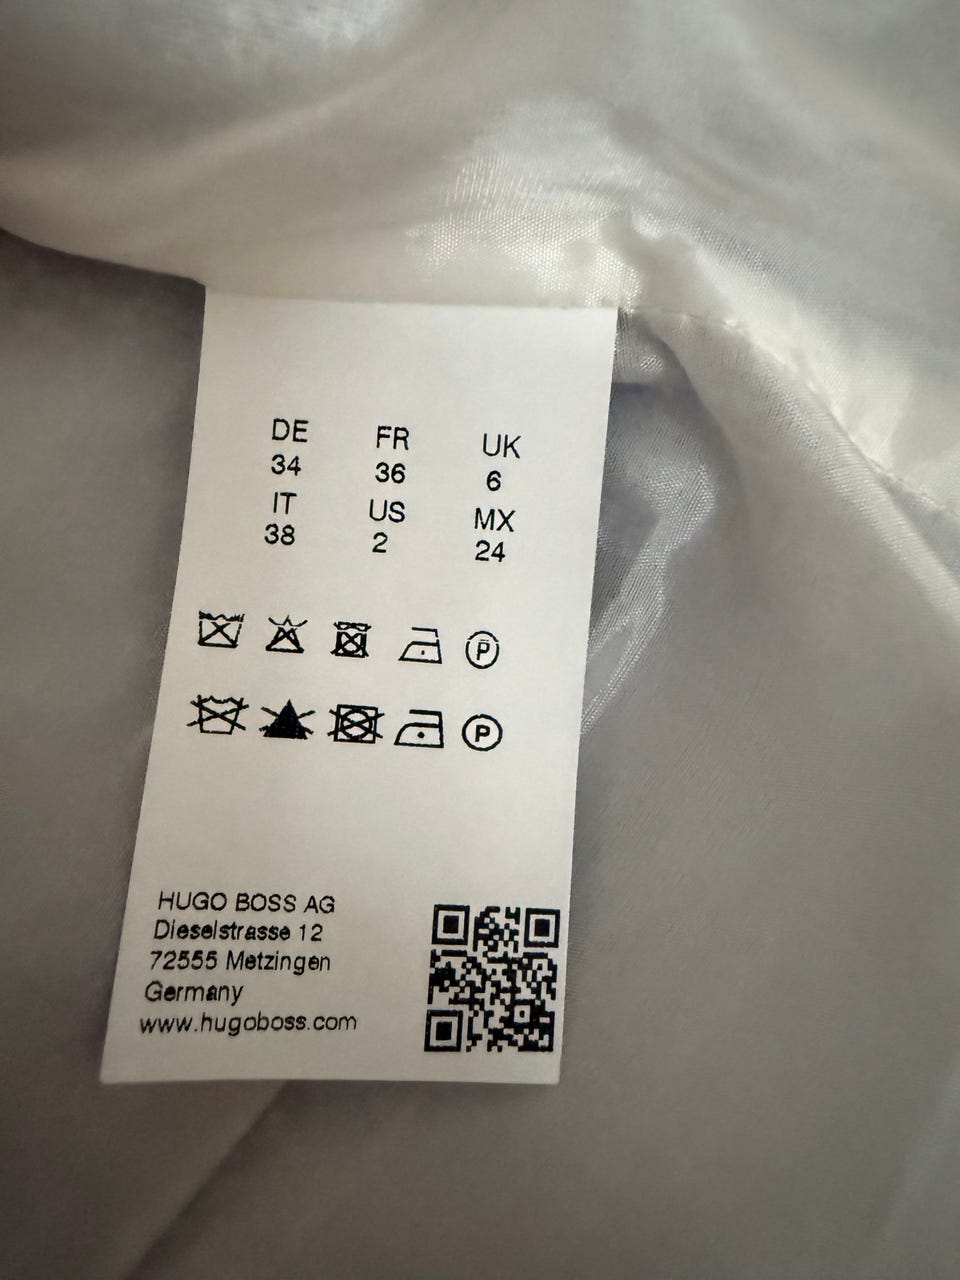 DE FR UK
34 36 6
IT US MX
38 2 24
P
P
HUGO BOSS AG
Dieselstrasse 12
72555 Metzingen
Germany
www.hugoboss.com